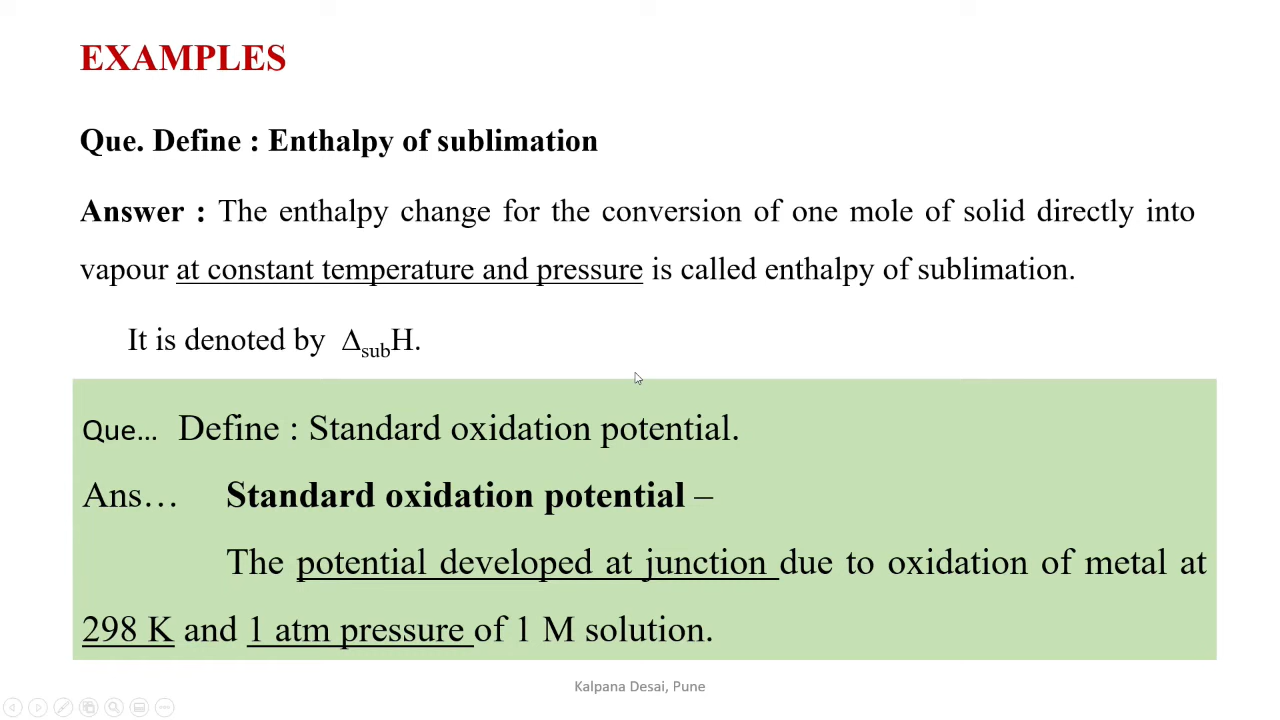 EXAMPLES
Que. Define : Enthalpy of sublimation
Answer : The enthalpy change for the conversion of one mole of solid directly into
vapour at constant temperature and pressure is called enthalpy of sublimation.
It is denoted by ΔsubH.
Que… Define : Standard oxidation potential.
Ans… Standard oxidation potential –
The potential developed at junction due to oxidation of metal at
298 K and 1 atm pressure of 1 M solution.
Kalpana Desai, Pune